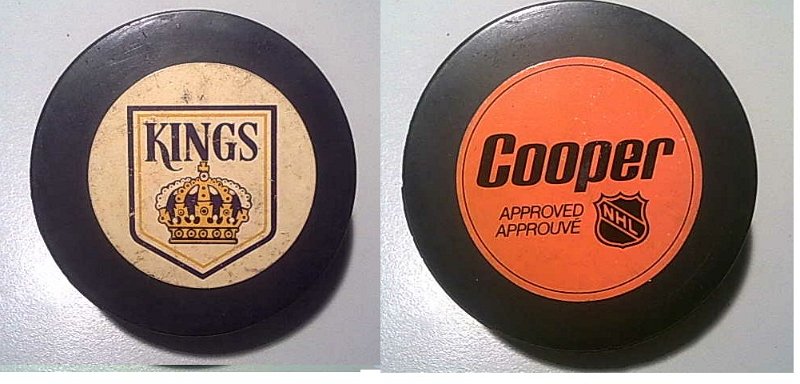 KINGS
Cooper
APPROVED
APPROUVÉ
NHL